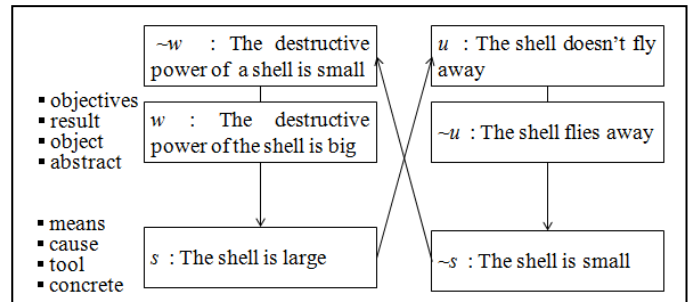 ~w : The destructive
power of a shell is small
u : The shell doesn't fly
away
▪ objectives
▪ result
▪ object
▪ abstract
w : The destructive
power of the shell is big
~u : The shell flies away
▪ means
▪ cause
▪ tool
▪ concrete
s : The shell is large
~s : The shell is small